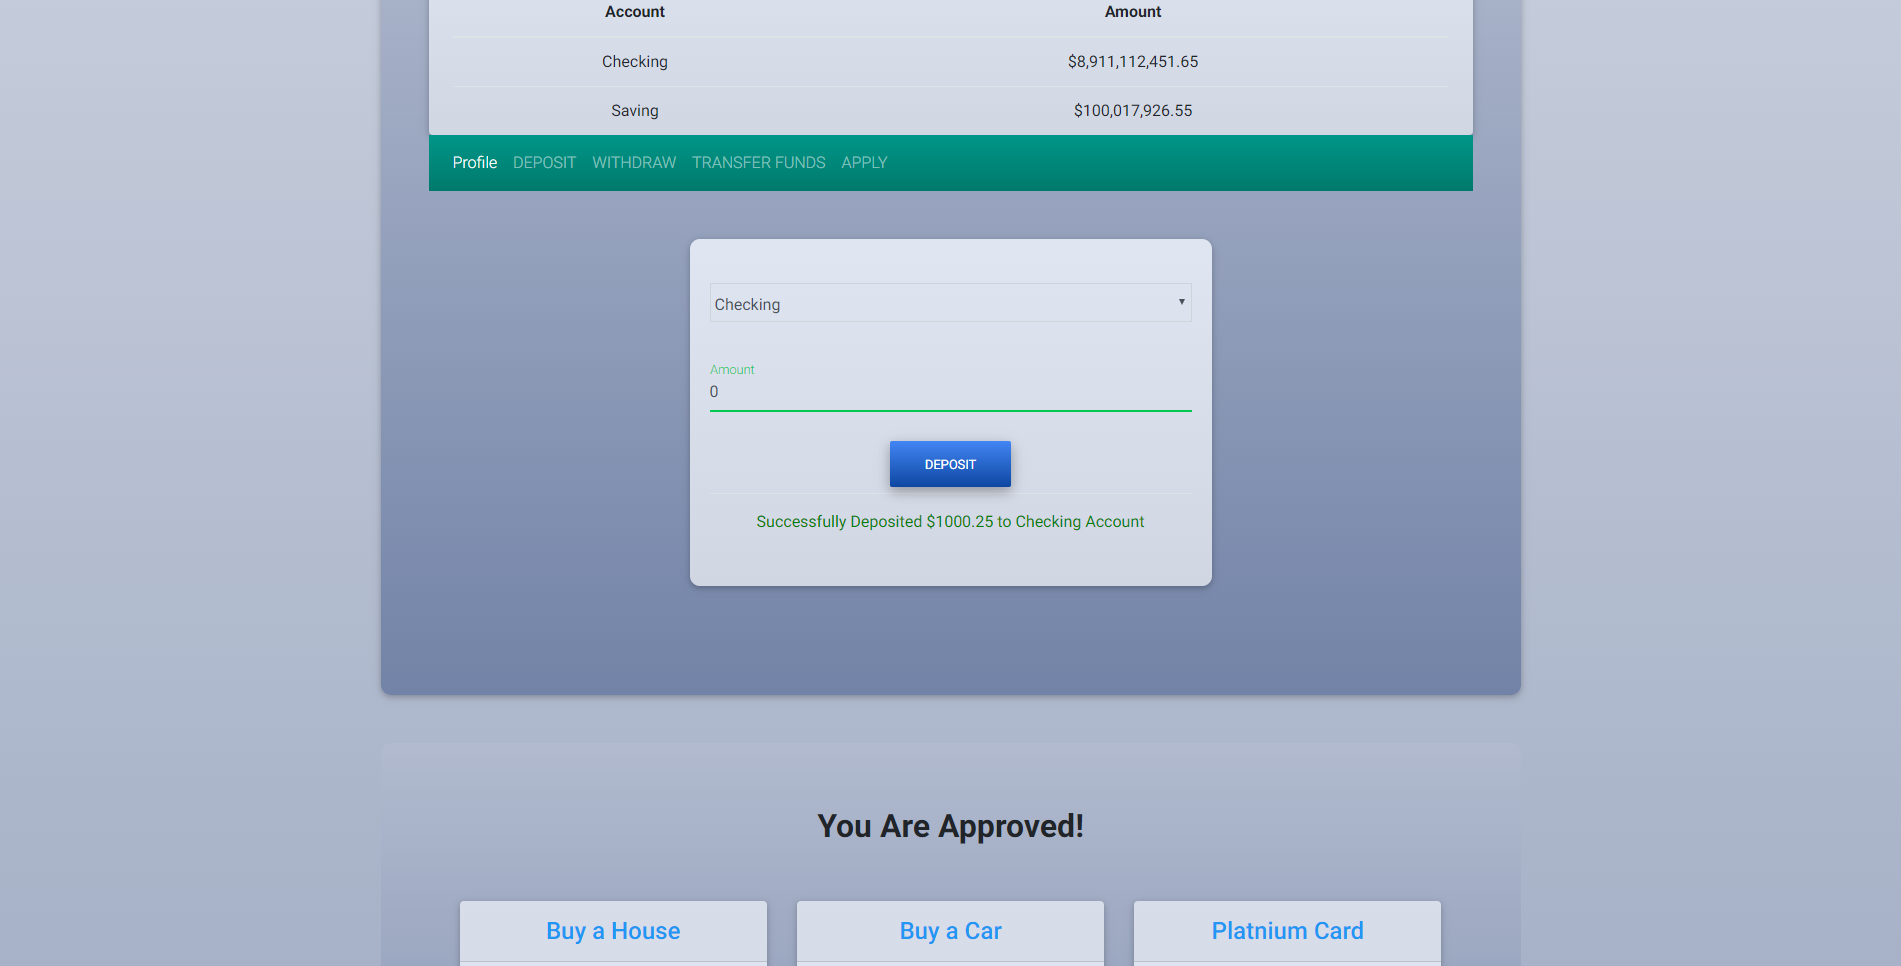 Account Amount
Checking $8,911,112,451.65
Saving $100,017,926.55
Profile DEPOSIT WITHDRAW TRANSFER FUNDS APPLY
Checking
Amount
0
DEPOSIT
Successfully Deposited $1000.25 to Checking Account
You Are Approved!
Buy a House Buy a Car Platnium Card